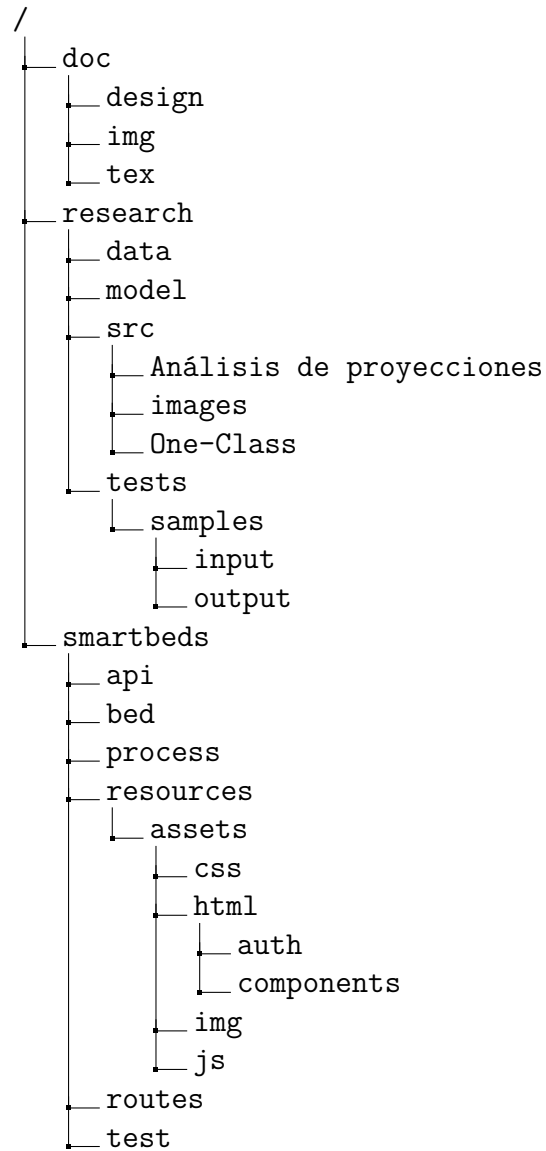 /
doc
design
img
tex
research
data
model
src
Análisis de proyecciones
images
One-Class
tests
samples
input
output
smartbeds
api
bed
process
resources
assets
css
html
auth
components
img
js
routes
test